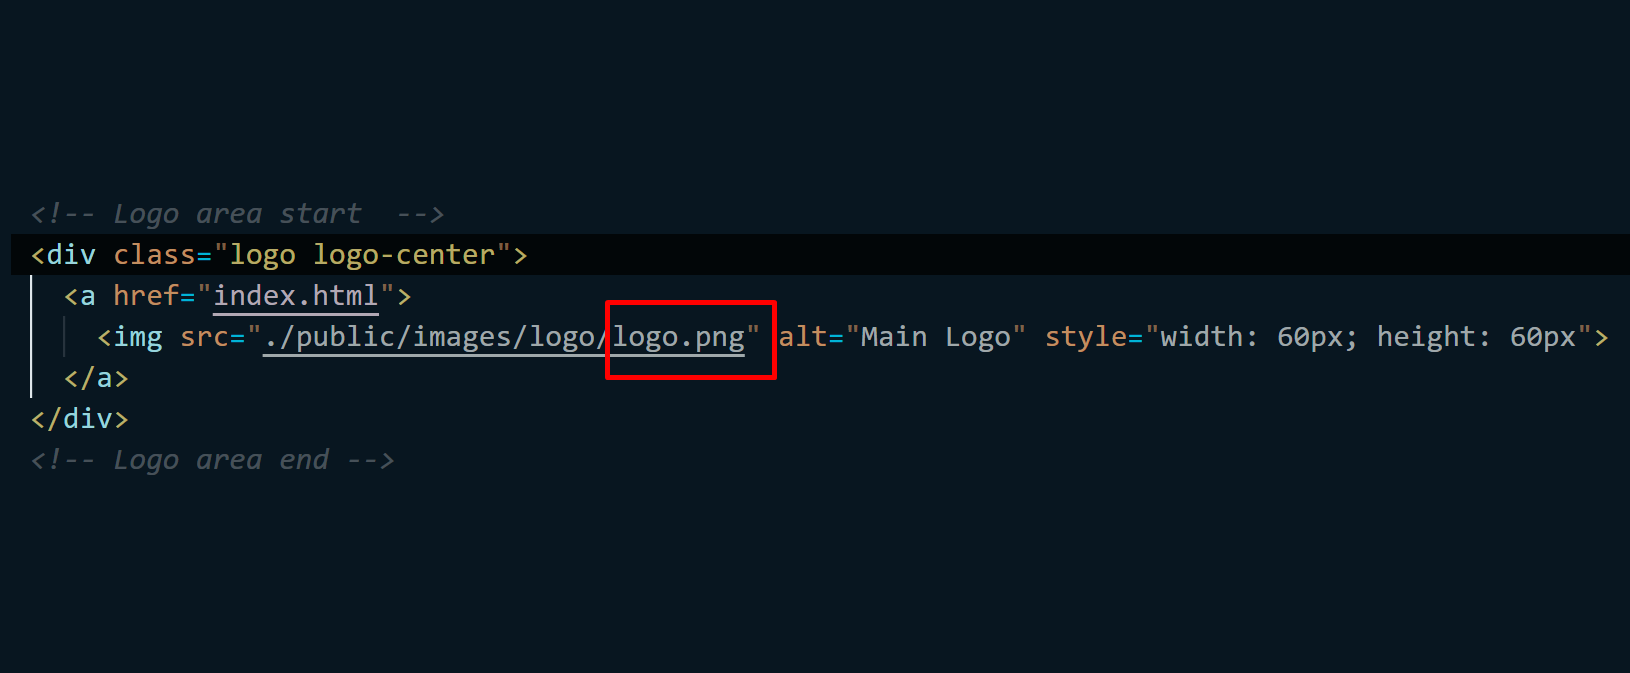 <!-- Logo area start  -->
<div class="logo logo-center">
<a href="index.html">
<img src="./public/images/logo/logo.png" alt="Main Logo" style="width: 60px; height: 60px">
</a>
</div>
<!-- Logo area end -->